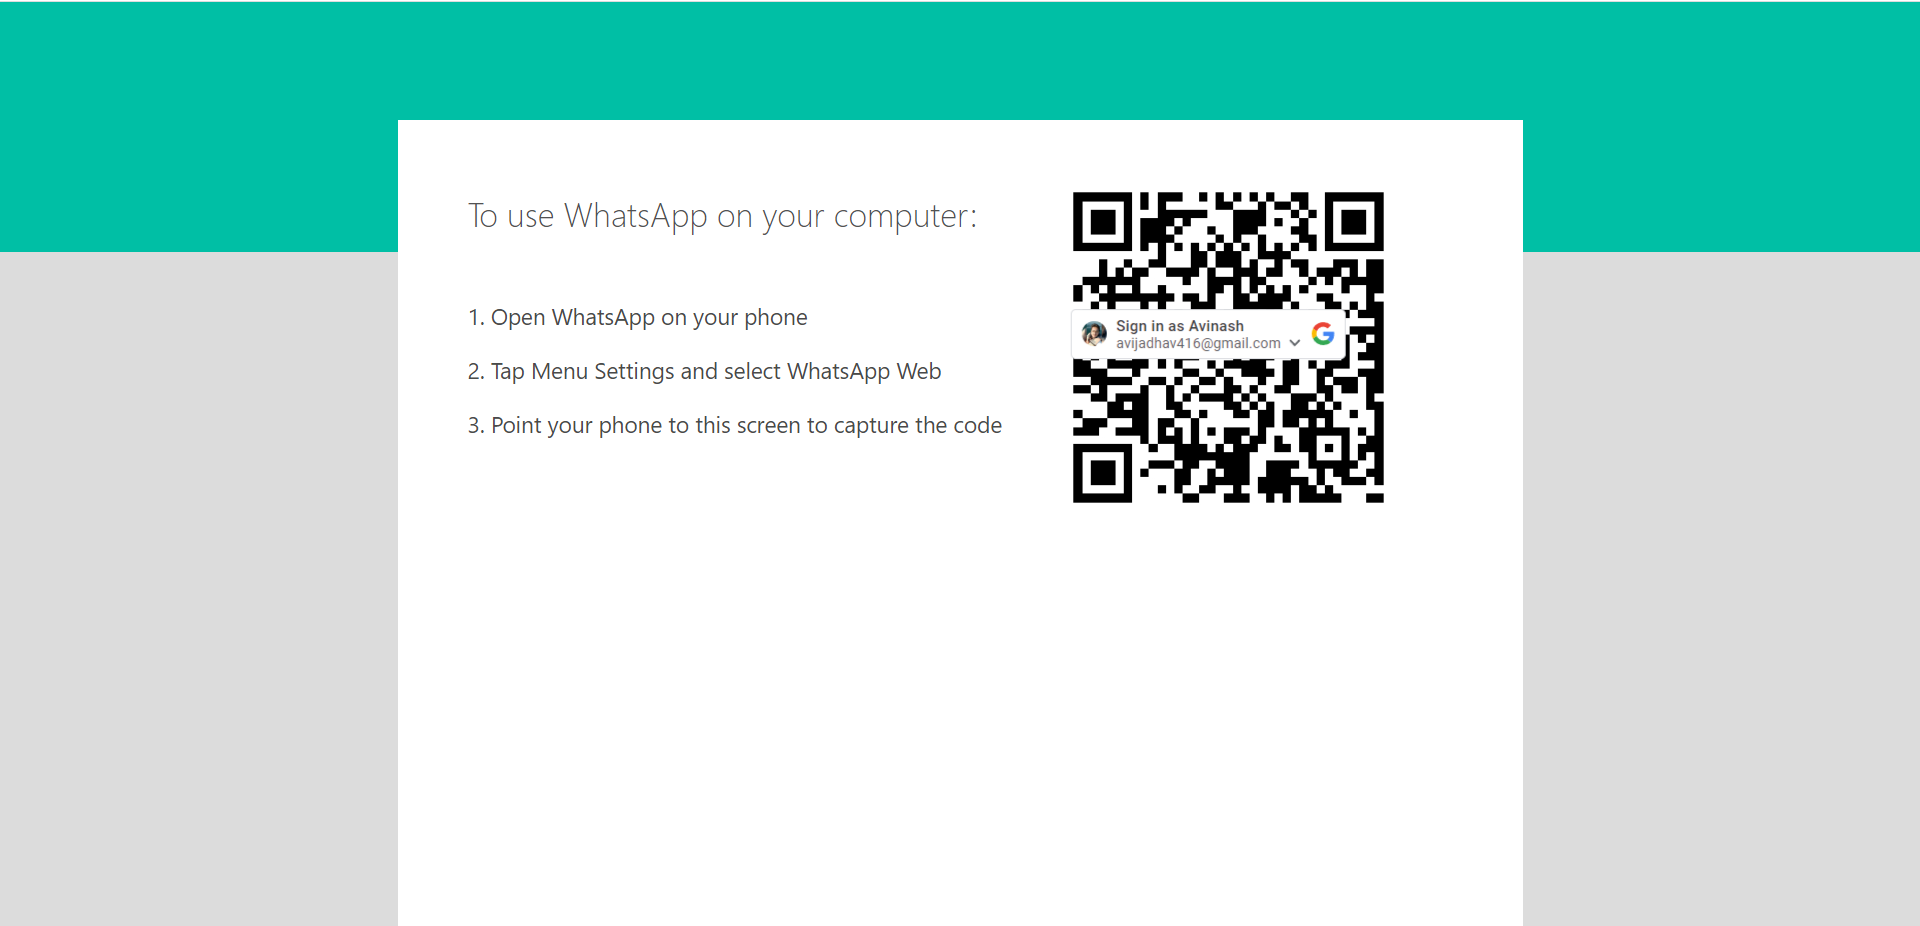 To use WhatsApp on your computer:
1. Open WhatsApp on your phone
2. Tap Menu Settings and select WhatsApp Web
3. Point your phone to this screen to capture the code
Sign in as Avinash
avijadhav416@gmail.com